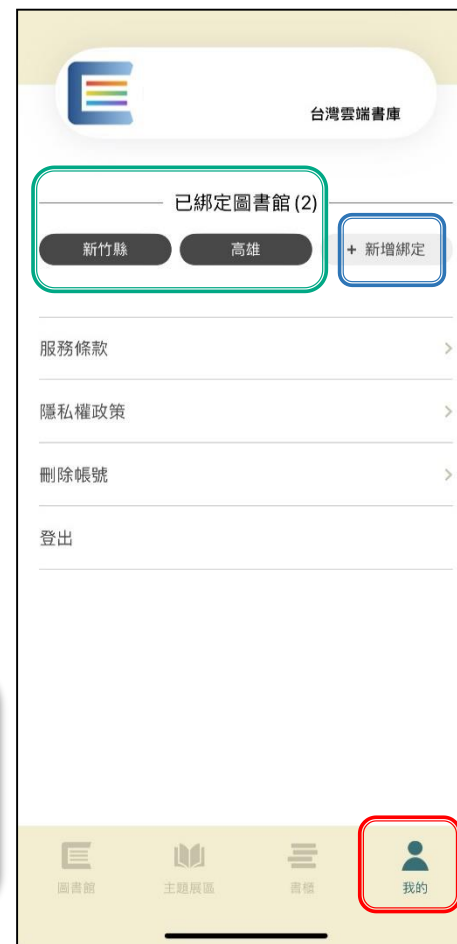 台灣雲端書庫
已綁定圖書館 (2)
新竹縣 高雄 + 新增綁定
服務條款
隱私權政策
刪除帳號
登出
圖書館 主題展區 書櫃 我的